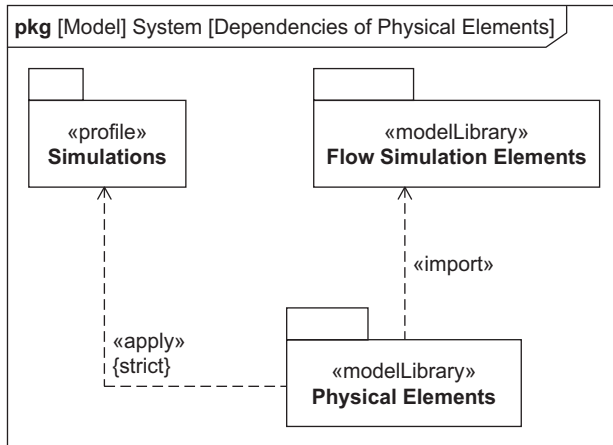 pkg [Model] System [Dependencies of Physical Elements]
«profile»
Simulations
«modelLibrary»
Flow Simulation Elements
«import»
«apply»
{strict}
«modelLibrary»
Physical Elements